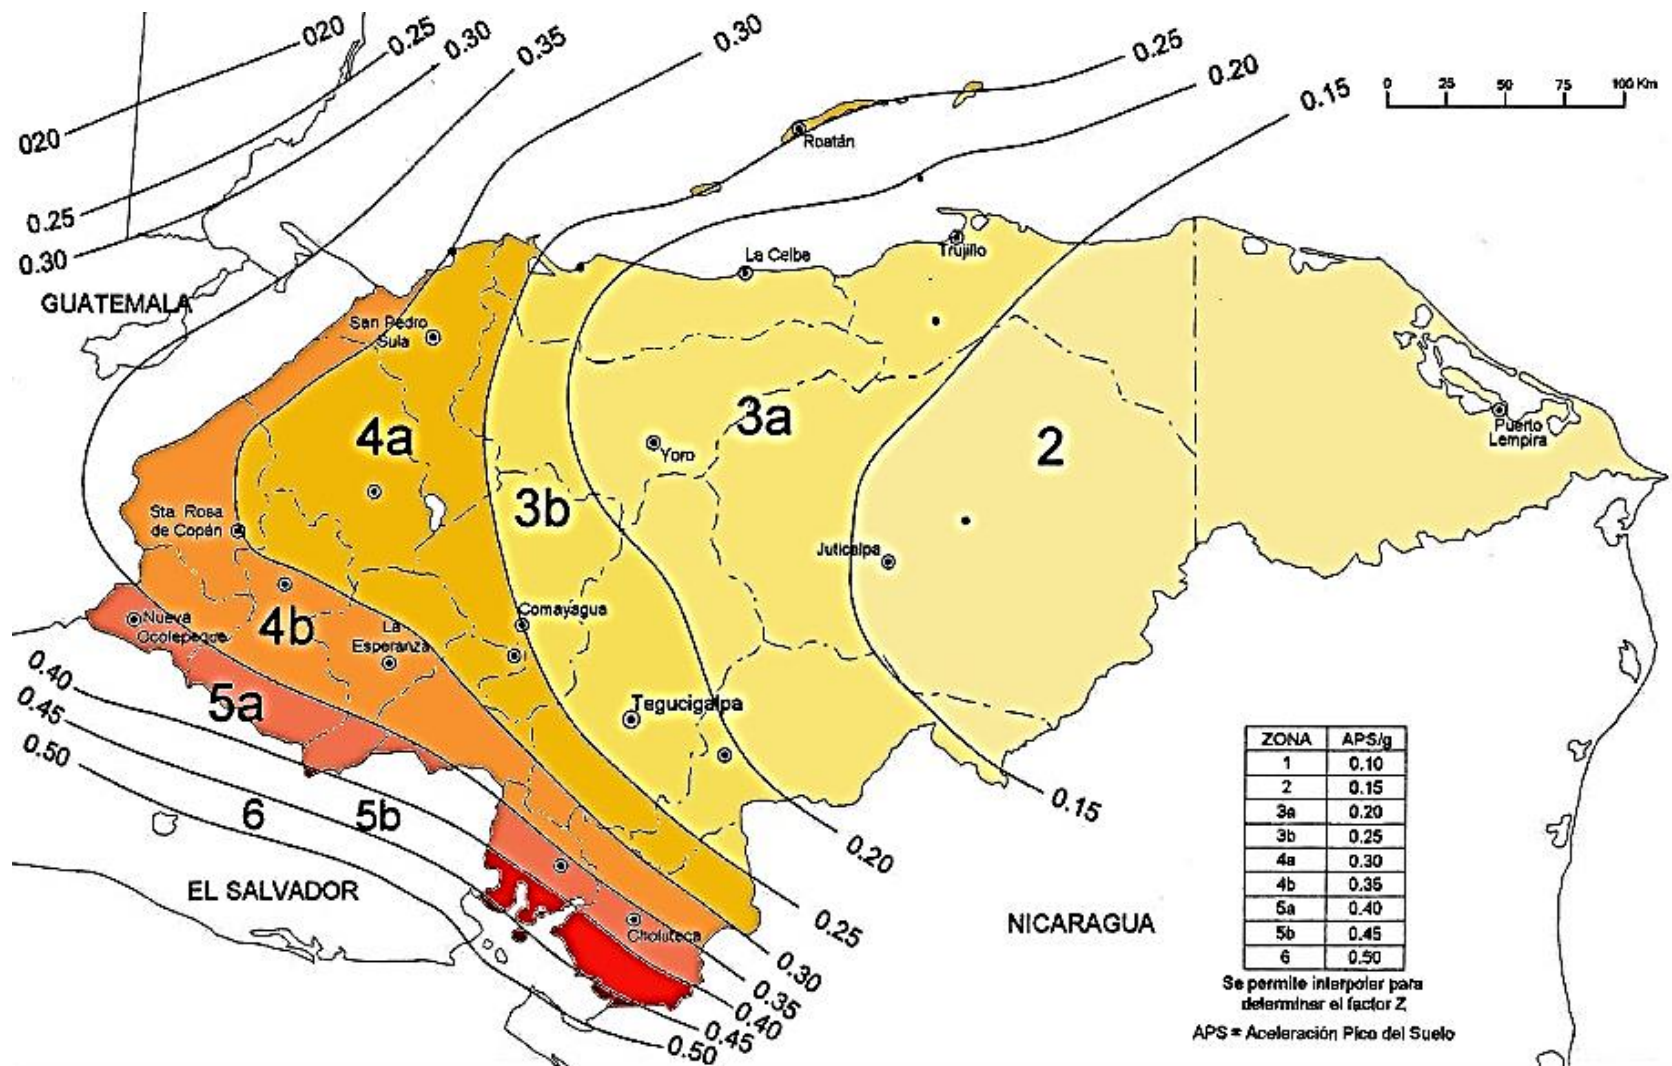 020
0.25
0.30
0.35
0.30
0.25
0.20
0.15
0 25 50 75 100 Km
020
0.25
0.30
GUATEMALA
Roatán
La Ceiba
Trujillo
San Pedro
Sula
4a
3a
2
Yoro
Puerto
Lempira
3b
Sta. Rosa
de Copán
Juticalpa
Comayagua
Nueva
Ocotepeque
4b
La
Esperanza
5a
Tegucigalpa
0.40
0.45
0.50
6
5b
EL SALVADOR
Choluteca
NICARAGUA
0.15
0.20
0.25
0.30
0.35
0.40
0.45
0.50
ZONA APS/g
1 0.10
2 0.15
3a 0.20
3b 0.25
4a 0.30
4b 0.35
5a 0.40
5b 0.45
6 0.50
Se permite interpolar para
determinar el factor Z
APS = Aceleración Pico del Suelo